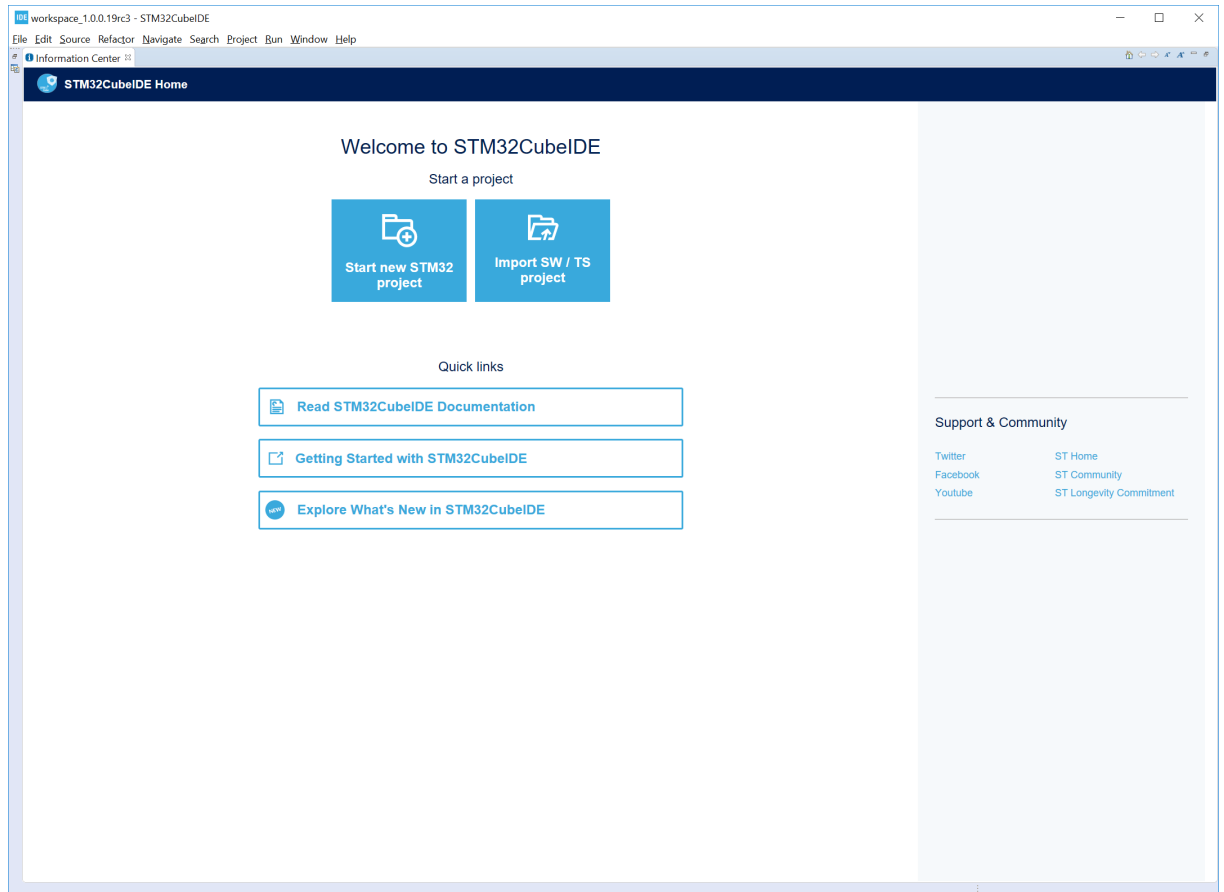 IDE workspace_1.0.0.19rc3 - STM32CubeIDE
File Edit Source Refactor Navigate Search Project Run Window Help
Information Center
STM32CubeIDE Home
Welcome to STM32CubeIDE
Start a project
Start new STM32
project
Import SW / TS
project
Quick links
Read STM32CubeIDE Documentation
Getting Started with STM32CubeIDE
NEW Explore What's New in STM32CubeIDE
Support & Community
Twitter ST Home
Facebook ST Community
Youtube ST Longevity Commitment